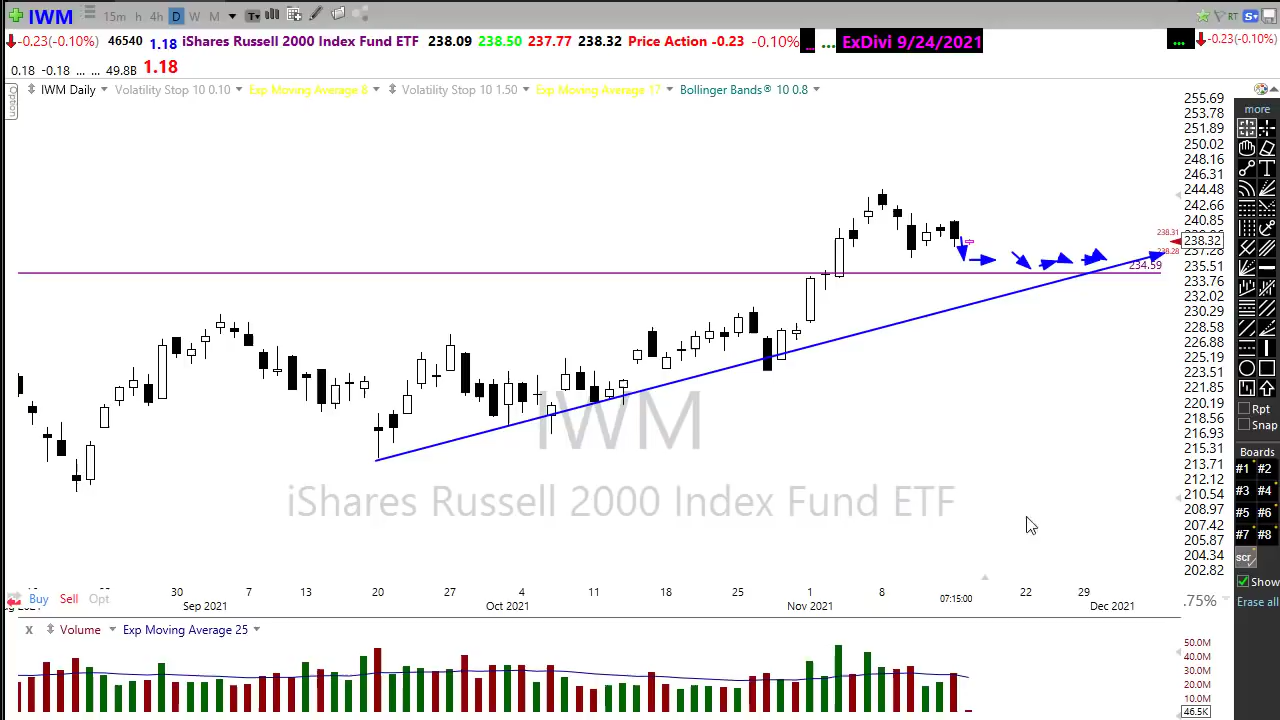 IWM 15m h 4h D W M T RT S
-0.23(-0.10%) 46540 1.18 iShares Russell 2000 Index Fund ETF 238.09 238.50 237.77 238.32 Price Action -0.23 -0.10% ... ... ExDivi 9/24/2021 ... -0.23(-0.10%)
0.18 -0.18 ... ... 49.8B 1.18
Option
IWM Daily Volatility Stop 10 0.10 Exp Moving Average 8 Volatility Stop 10 1.50 Exp Moving Average 17 Bollinger Bands® 10 0.8
255.69
253.78
251.89
250.02
248.16
246.31
244.48
242.66
240.85
238.31
238.32
238.28
234.59
235.51
233.76
232.02
230.29
228.58
226.88
225.19
223.51
221.85
220.19
218.56
216.93
215.31
213.71
212.11
210.54
208.97
207.42
205.87
204.34
202.82
IWM
iShares Russell 2000 Index Fund ETF
more
T
Rpt
Snap
Boards
#1 #2
#3 #4
#5 #6
#7 #8
scr
Show
Erase all
30 7 13 20 27 4 11 18 25 1 8 22 29
Sep 2021 Oct 2021 Nov 2021 07:15:00 Dec 2021
Buy Sell Opt
.75%
X Volume Exp Moving Average 25
50.0M
40.0M
30.0M
20.0M
10.0M
46.5K